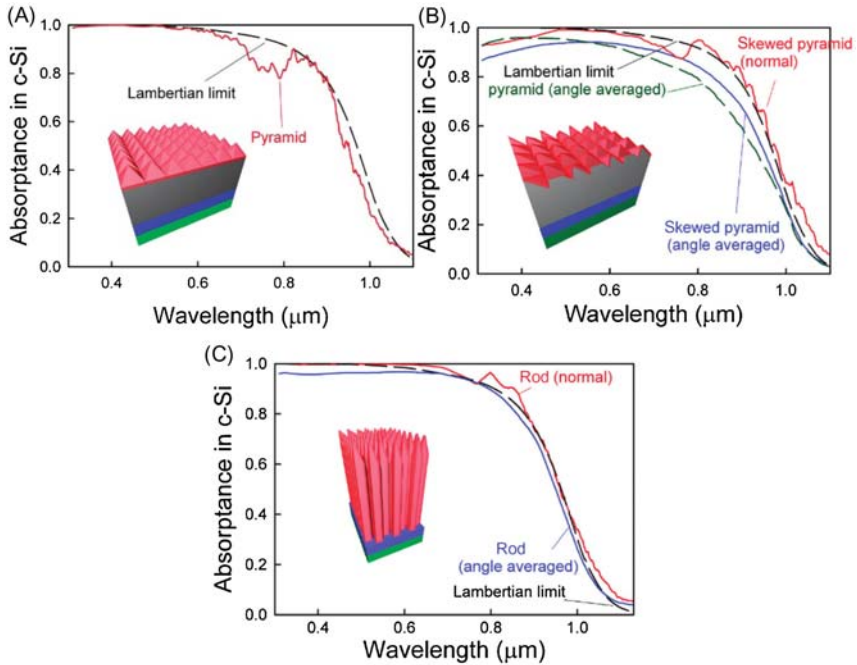 (A)
Absorptance in c-Si
1.0
0.8
0.6
0.4
0.2
0.0
Lambertian limit
Pyramid
0.4
0.6
0.8
1.0
Wavelength (μm)
(B)
Absorptance in c-Si
1.0
0.8
0.6
0.4
0.2
0.0
Skewed pyramid
(normal)
Lambertian limit
pyramid (angle averaged)
Skewed pyramid
(angle averaged)
0.4
0.6
0.8
1.0
Wavelength (μm)
(C)
Absorptance in c-Si
1.0
0.8
0.6
0.4
0.2
0.0
Rod (normal)
Rod
(angle averaged)
Lambertian limit
0.4
0.6
0.8
1.0
Wavelength (μm)